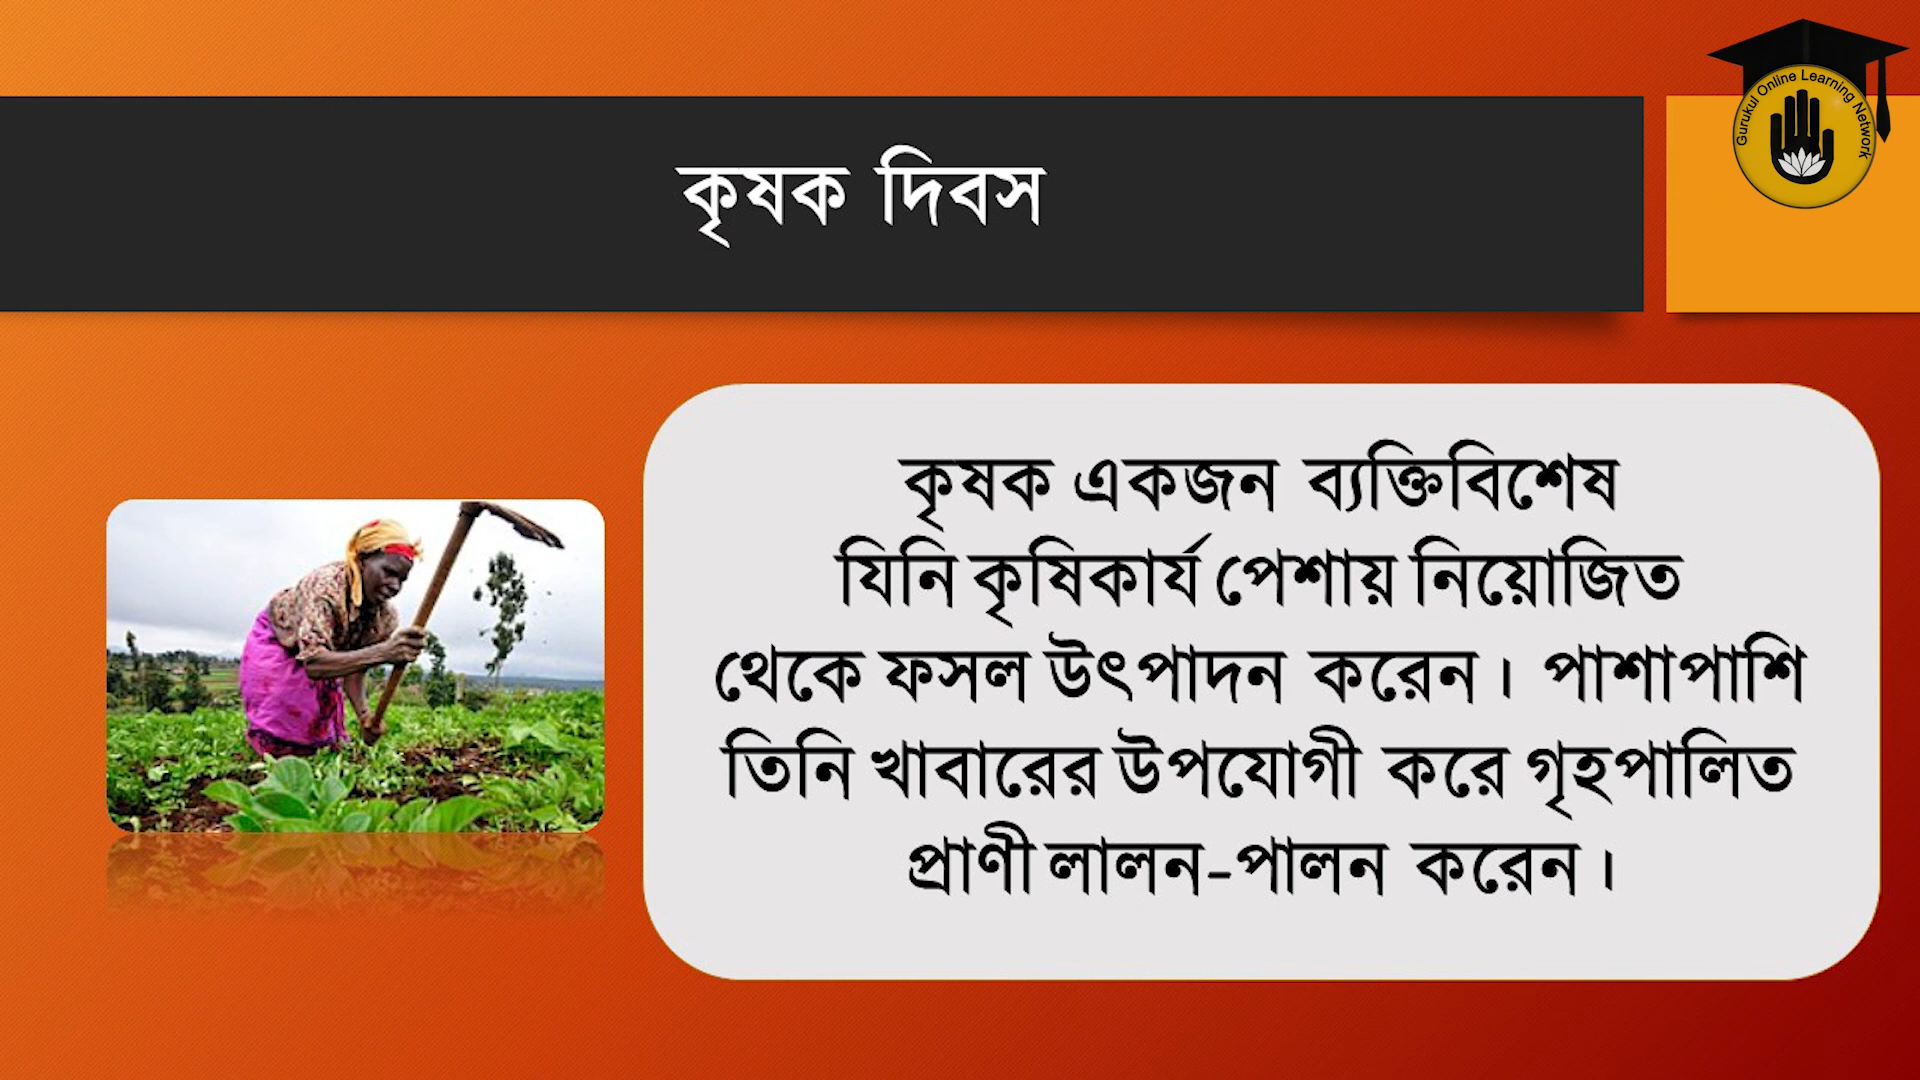 Gurukul Online Learning Network
কৃষক দিবস
কৃষক একজন ব্যক্তিবিশেষ
যিনি কৃষিকার্য পেশায় নিয়োজিত
থেকে ফসল উৎপাদন করেন। পাশাপাশি
তিনি খাবারের উপযোগী করে গৃহপালিত
প্রাণী লালন-পালন করেন।